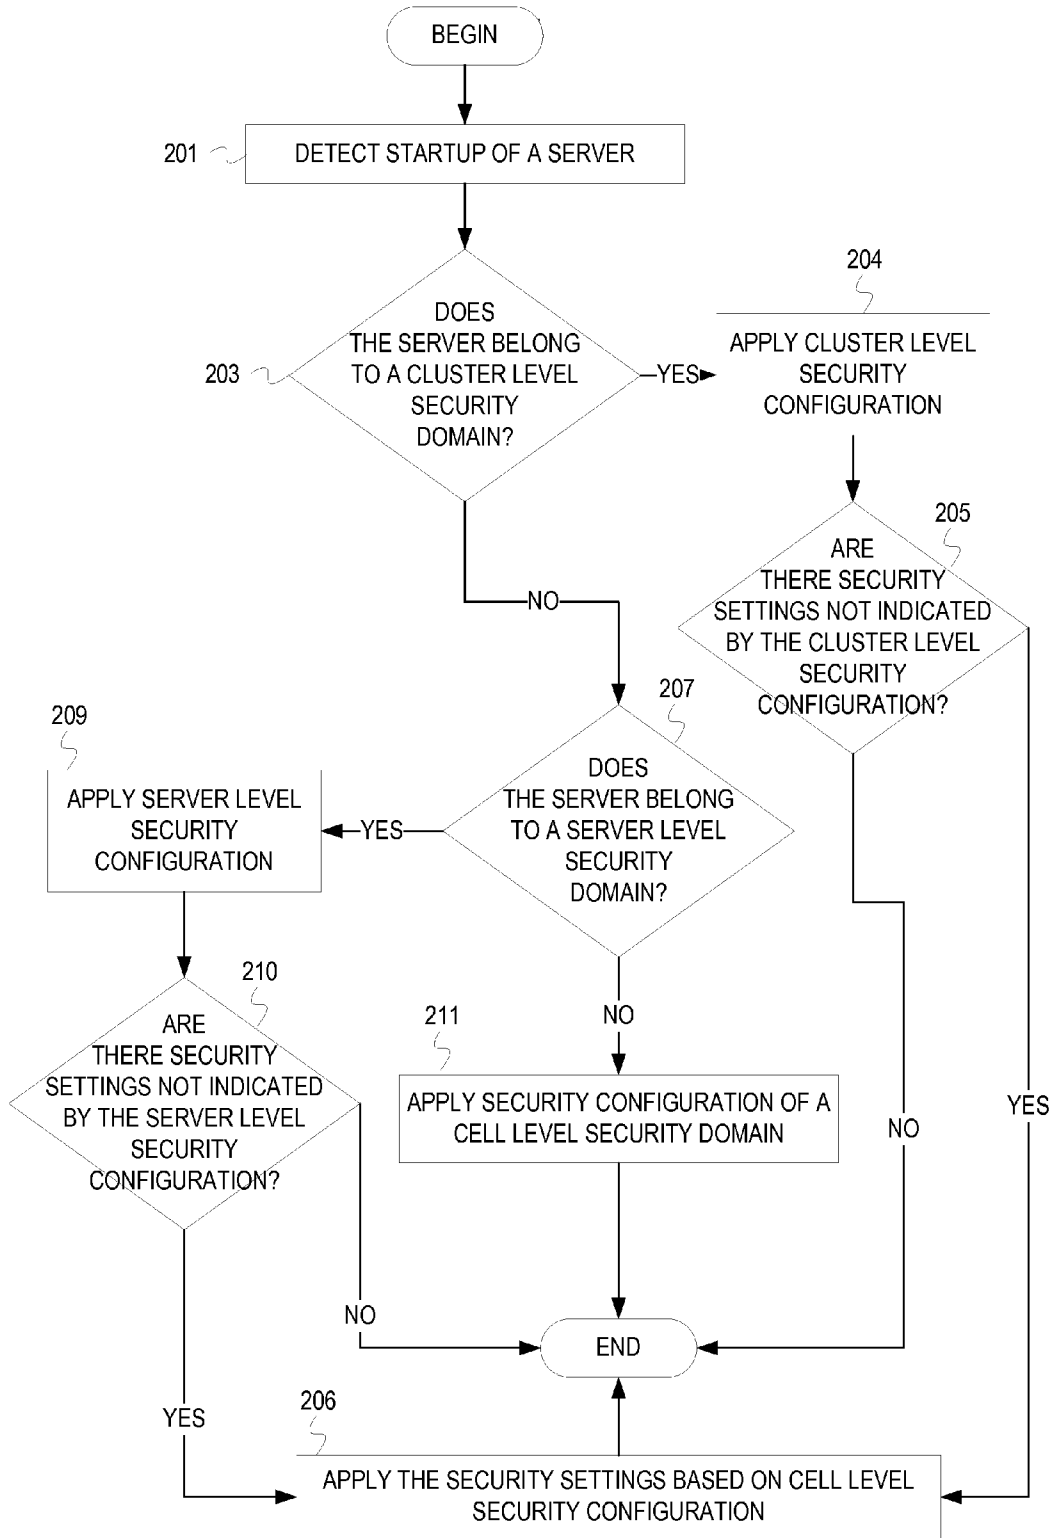 BEGIN
201
DETECT STARTUP OF A SERVER
203
DOES
THE SERVER BELONG
TO A CLUSTER LEVEL
SECURITY
DOMAIN?
YES
204
APPLY CLUSTER LEVEL
SECURITY
CONFIGURATION
205
ARE
THERE SECURITY
SETTINGS NOT INDICATED
BY THE CLUSTER LEVEL
SECURITY
CONFIGURATION?
NO
207
DOES
THE SERVER BELONG
TO A SERVER LEVEL
SECURITY
DOMAIN?
YES
209
APPLY SERVER LEVEL
SECURITY
CONFIGURATION
210
ARE
THERE SECURITY
SETTINGS NOT INDICATED
BY THE SERVER LEVEL
SECURITY
CONFIGURATION?
NO
211
APPLY SECURITY CONFIGURATION OF A
CELL LEVEL SECURITY DOMAIN
NO
YES
NO
END
YES
206
APPLY THE SECURITY SETTINGS BASED ON CELL LEVEL
SECURITY CONFIGURATION